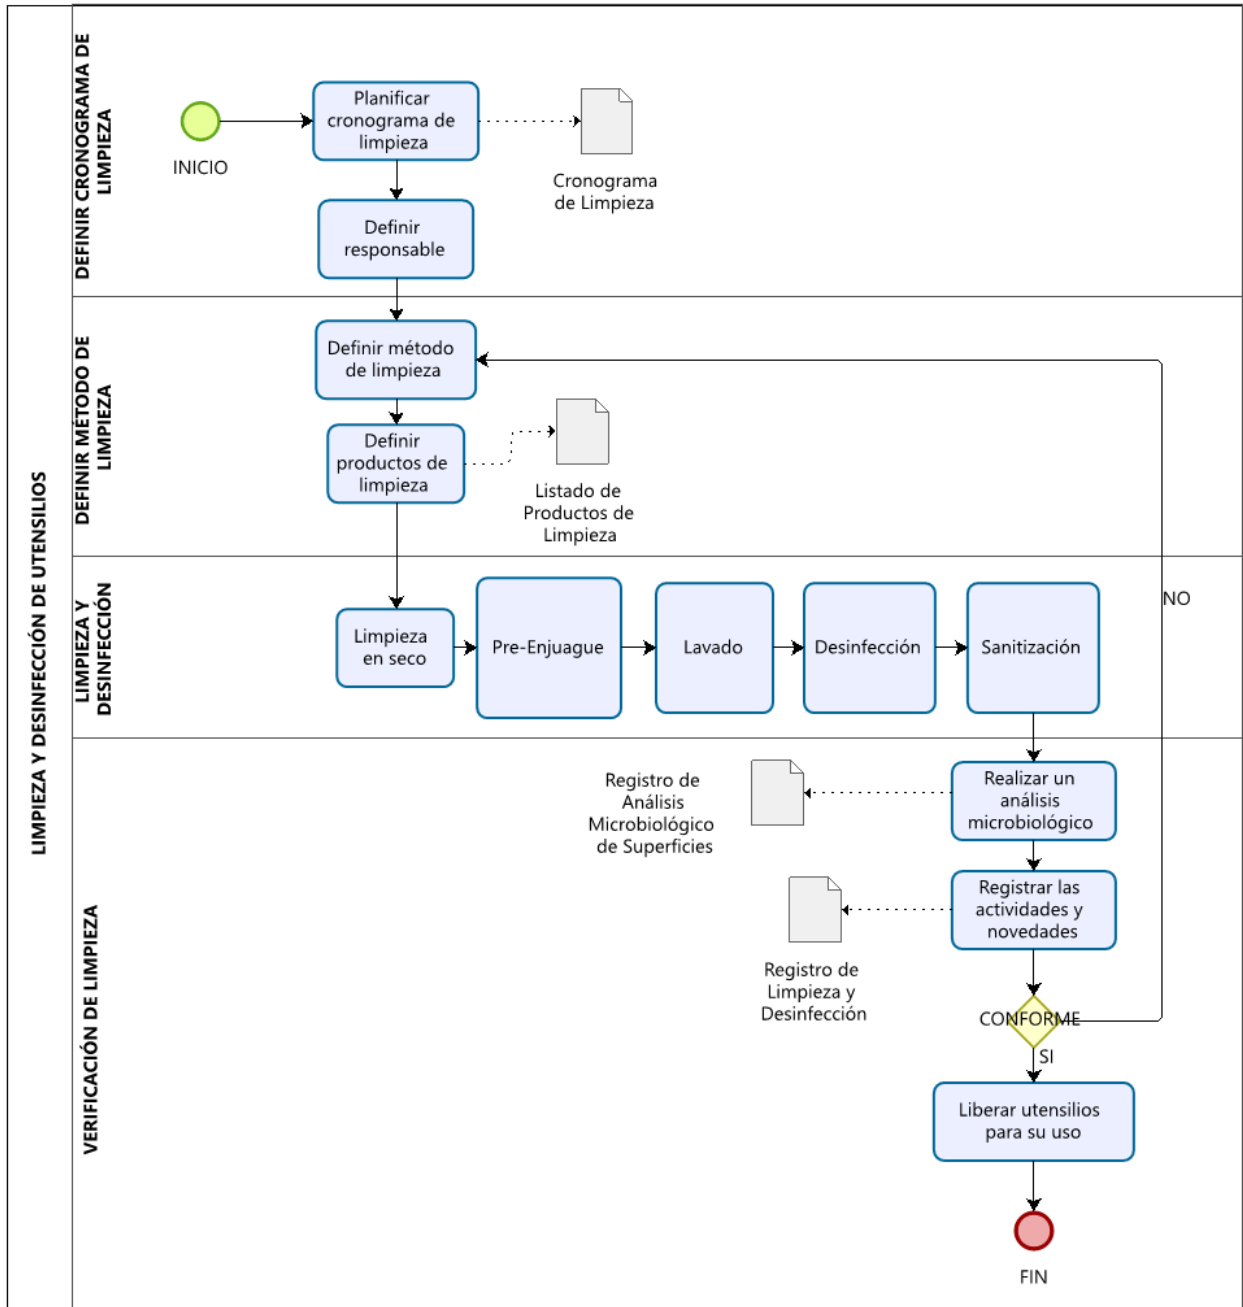 LIMPIEZA Y DESINFECCIÓN DE UTENSILIOS
DEFINIR CRONOGRAMA DE
LIMPIEZA
INICIO
Planificar
cronograma de
limpieza
Cronograma
de Limpieza
Definir
responsable
DEFINIR MÉTODO DE
LIMPIEZA
Definir método
de limpieza
Definir
productos de
limpieza
Listado de
Productos de
Limpieza
LIMPIEZA Y
DESINFECCIÓN
Limpieza
en seco
Pre-Enjuague
Lavado
Desinfección
Sanitización
NO
VERIFICACIÓN DE LIMPIEZA
Realizar un
análisis
microbiológico
Registro de
Análisis
Microbiológico
de Superficies
Registrar las
actividades y
novedades
Registro de
Limpieza y
Desinfección
CONFORME
SI
Liberar utensilios
para su uso
FIN